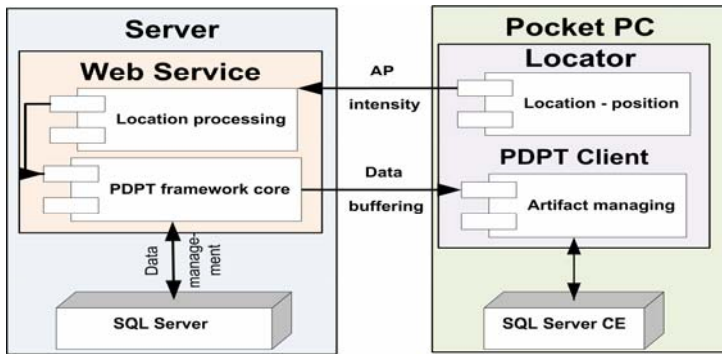 Server
Web Service
Location processing
PDPT framework core
Data
manage-
ment
SQL Server
AP
intensity
Data
buffering
Pocket PC
Locator
Location - position
PDPT Client
Artifact managing
SQL Server CE